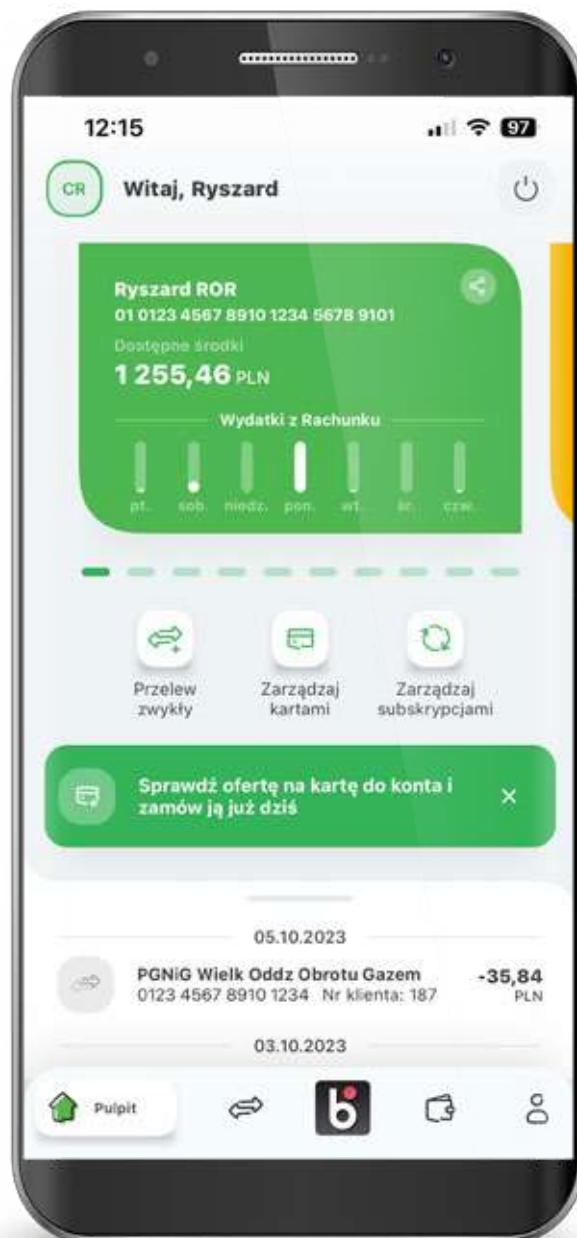 12:15
97
CR
Witaj, Ryszard
Ryszard ROR
01 0123 4567 8910 1234 5678 9101
Dostępne środki
1 255,46 PLN
Wydatki z Rachunku
pt. sob. niedz. pon. wt. śr. czw.
Przelew
zwykły
Zarządzaj
kartami
Zarządzaj
subskrypcjami
Sprawdź ofertę na kartę do konta i
zamów ją już dziś
05.10.2023
PGNiG Wielk Oddz Obrotu Gazem
-35,84
0123 4567 8910 1234 Nr klienta: 187
PLN
03.10.2023
Pulpit
b